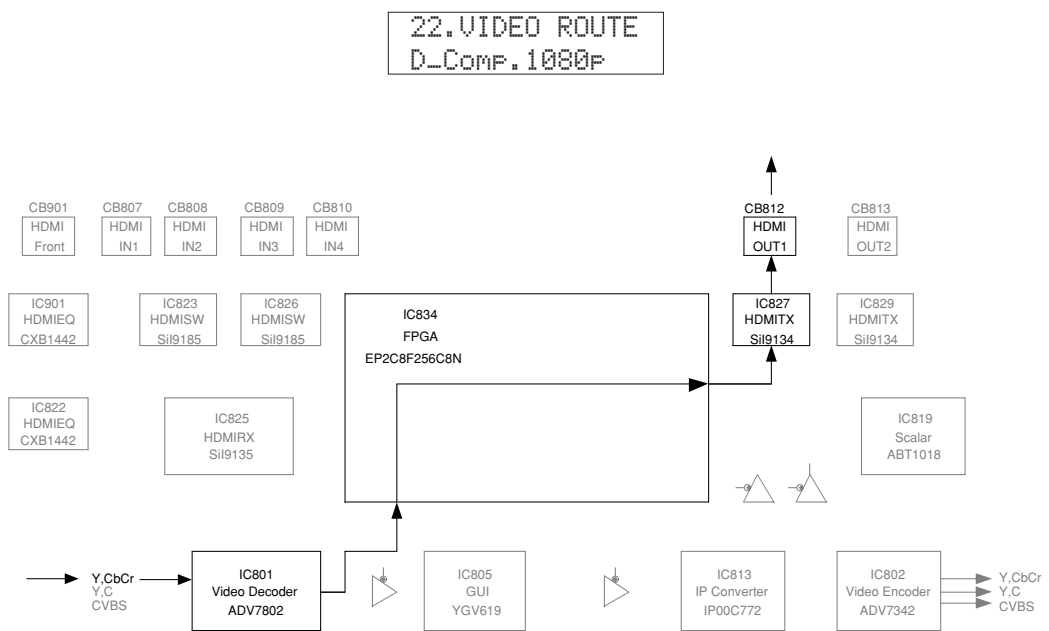 22.VIDEO ROUTE
D_Comp.1080p
CB901
HDMI
Front
CB807
HDMI
IN1
CB808
HDMI
IN2
CB809
HDMI
IN3
CB810
HDMI
IN4
CB812
HDMI
OUT1
CB813
HDMI
OUT2
IC901
HDMIEQ
CXB1442
IC823
HDMISW
SiI9185
IC826
HDMISW
SiI9185
IC834
FPGA
EP2C8F256C8N
IC827
HDMITX
SiI9134
IC829
HDMITX
SiI9134
IC822
HDMIEQ
CXB1442
IC825
HDMIRX
SiI9135
IC819
Scalar
ABT1018
Y,CbCr
Y,C
CVBS
IC801
Video Decoder
ADV7802
IC805
GUI
YGV619
IC813
IP Converter
IP00C772
IC802
Video Encoder
ADV7342
Y,CbCr
Y,C
CVBS